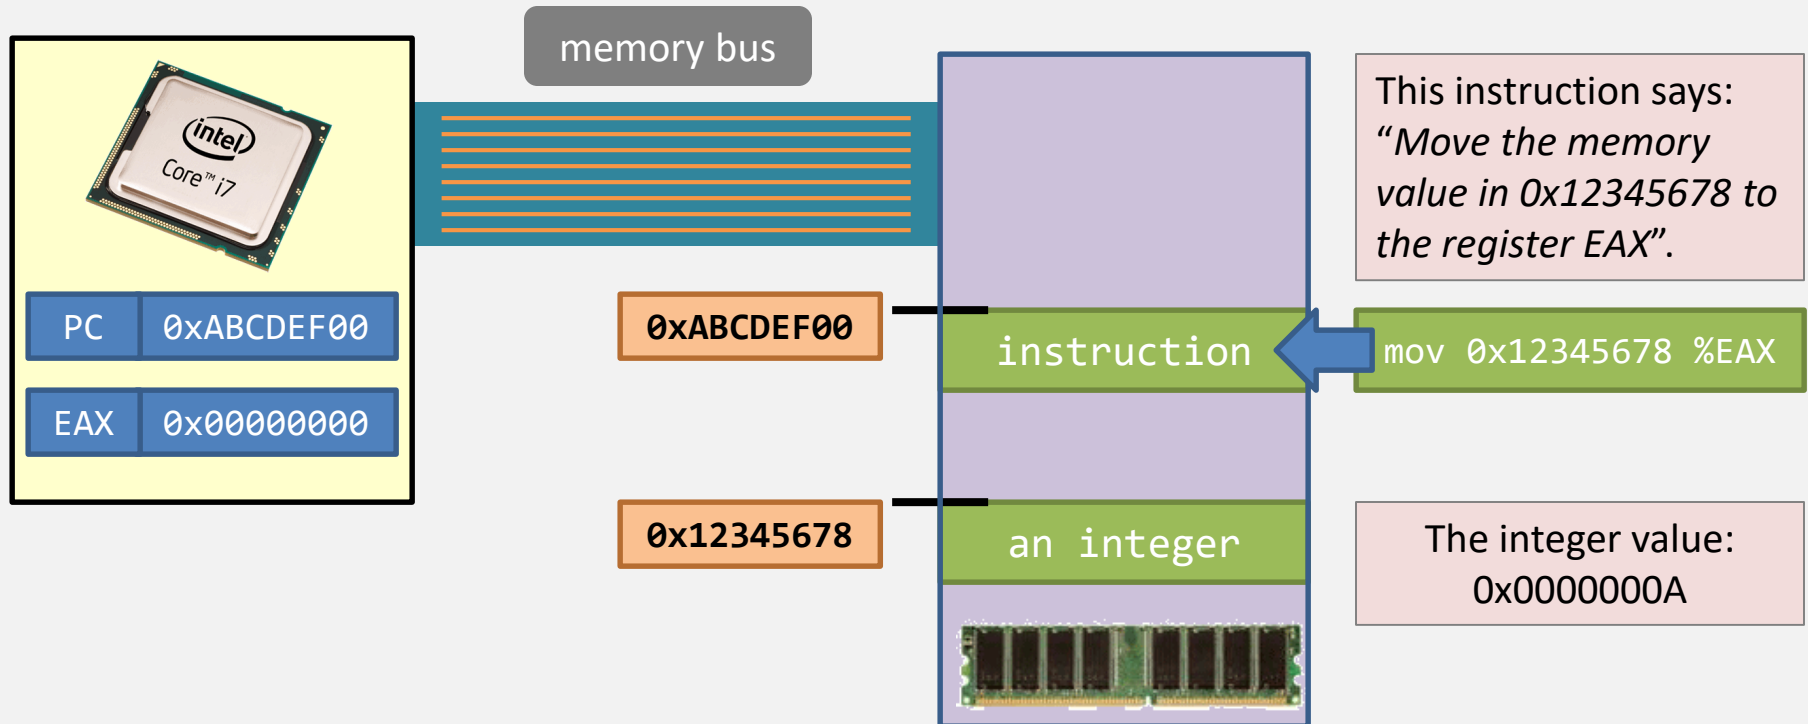 memory bus
intel
Core™ i7
PC 0xABCDEF00
EAX 0x00000000
0xABCDEF00
0x12345678
instruction
an integer
This instruction says:
“Move the memory
value in 0x12345678 to
the register EAX”.
mov 0x12345678 %EAX
The integer value:
0x0000000A